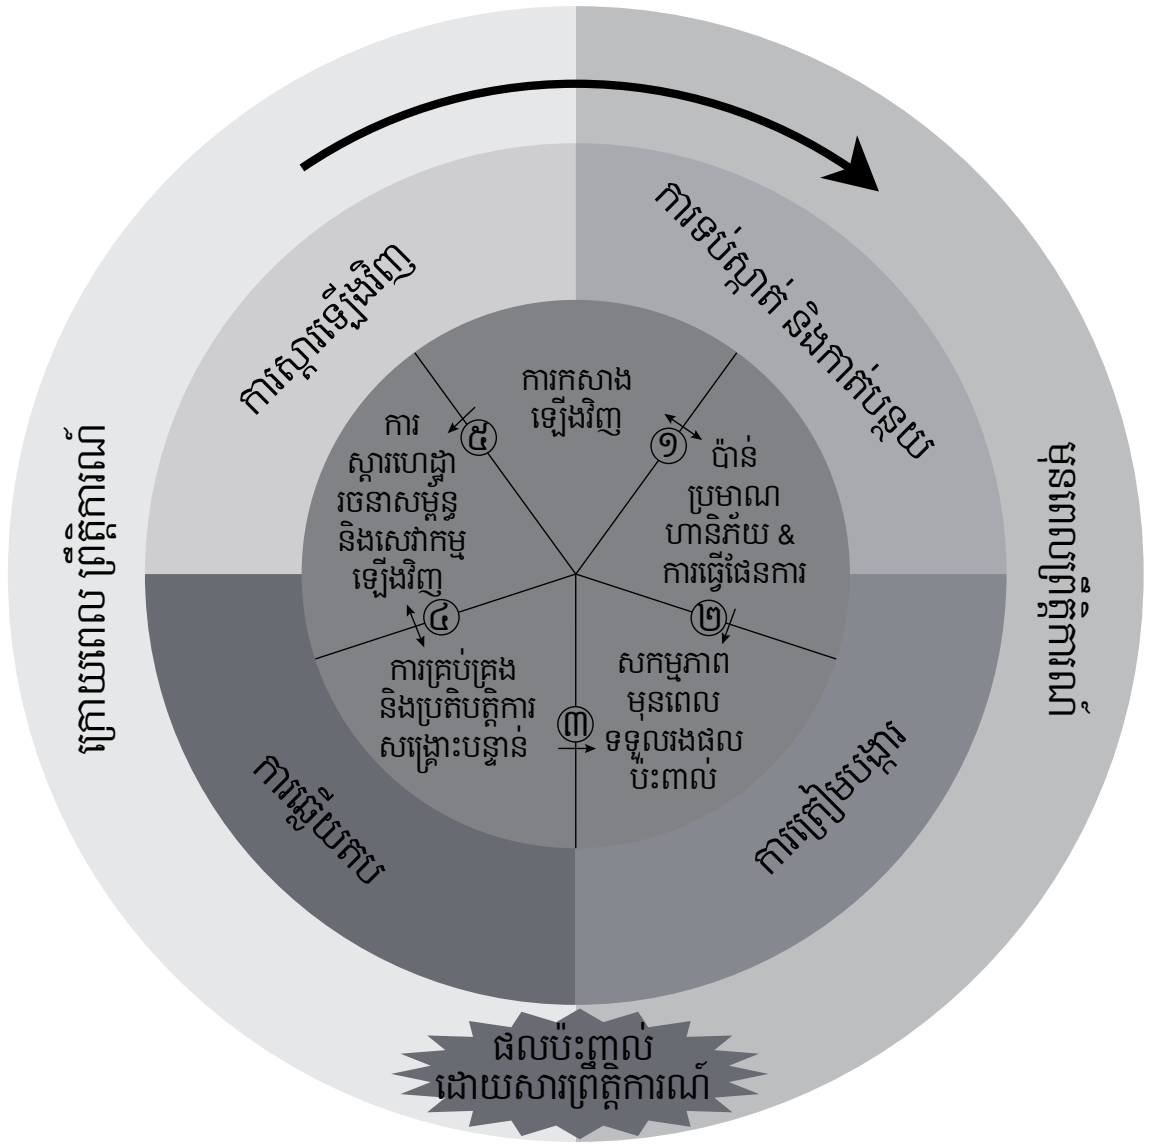 ការទប់ស្កាត់ និងកាត់បន្ថយ
ការស្តារឡើងវិញ
ការកសាង
ឡើងវិញ
១
៥
ការ
ស្តារហេដ្ឋា
រចនាសម្ព័ន្ធ
និងសេវាកម្ម
ឡើងវិញ
ប៉ាន់
ប្រមាណ
ហានិភ័យ &
ការធ្វើផែនការ
ក្រោយពេល ព្រឹត្តិការណ៍
មុនពេលព្រឹត្តិការណ៍
៤
២
ការគ្រប់គ្រង
និងប្រតិបត្តិការ
សង្គ្រោះបន្ទាន់
៣
សកម្មភាព
មុនពេល
ទទួលរងផល
ប៉ះពាល់
ការឆ្លើយតប
ការត្រៀមបង្ការ
ផលប៉ះពាល់
ដោយសារព្រឹត្តិការណ៍